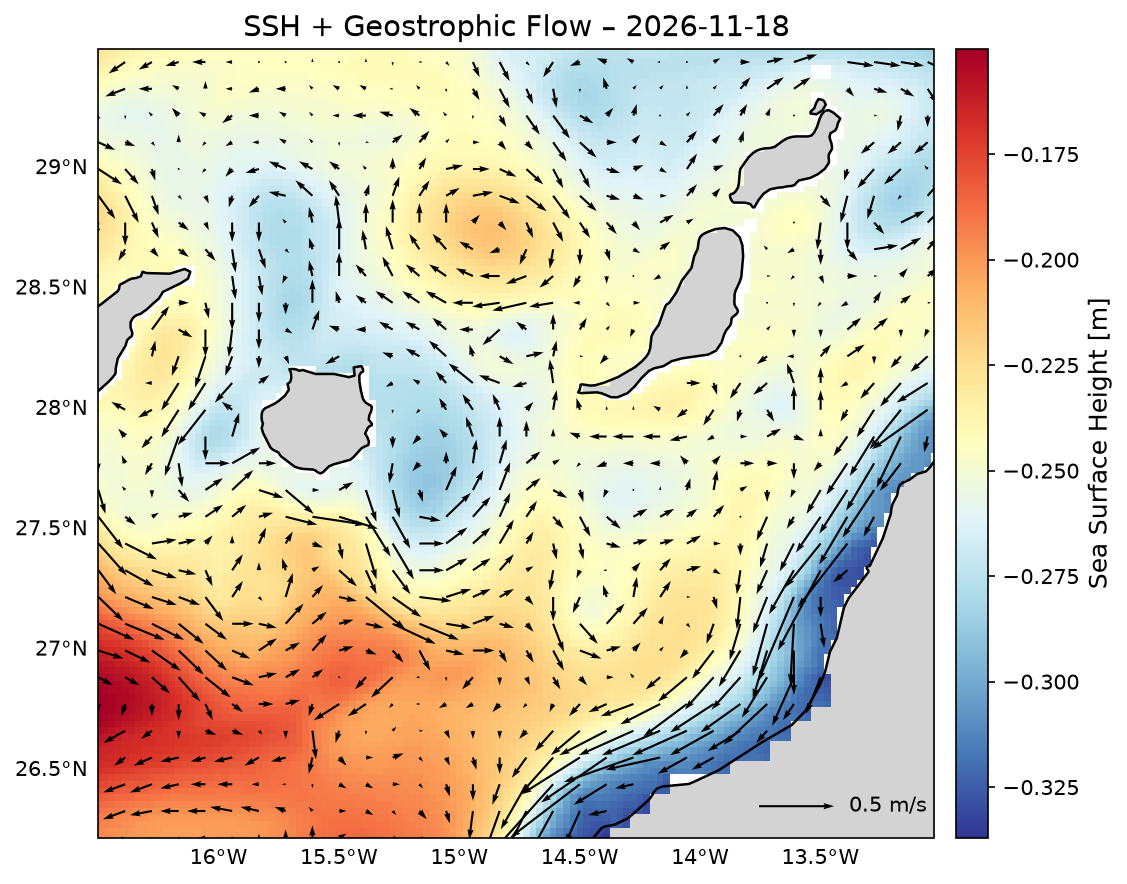 SSH + Geostrophic Flow – 2026-11-18
29°N
28.5°N
28°N
27.5°N
27°N
26.5°N
16°W
15.5°W
15°W
14.5°W
14°W
13.5°W
0.5 m/s
−0.175
−0.200
−0.225
−0.250
−0.275
−0.300
−0.325
Sea Surface Height [m]